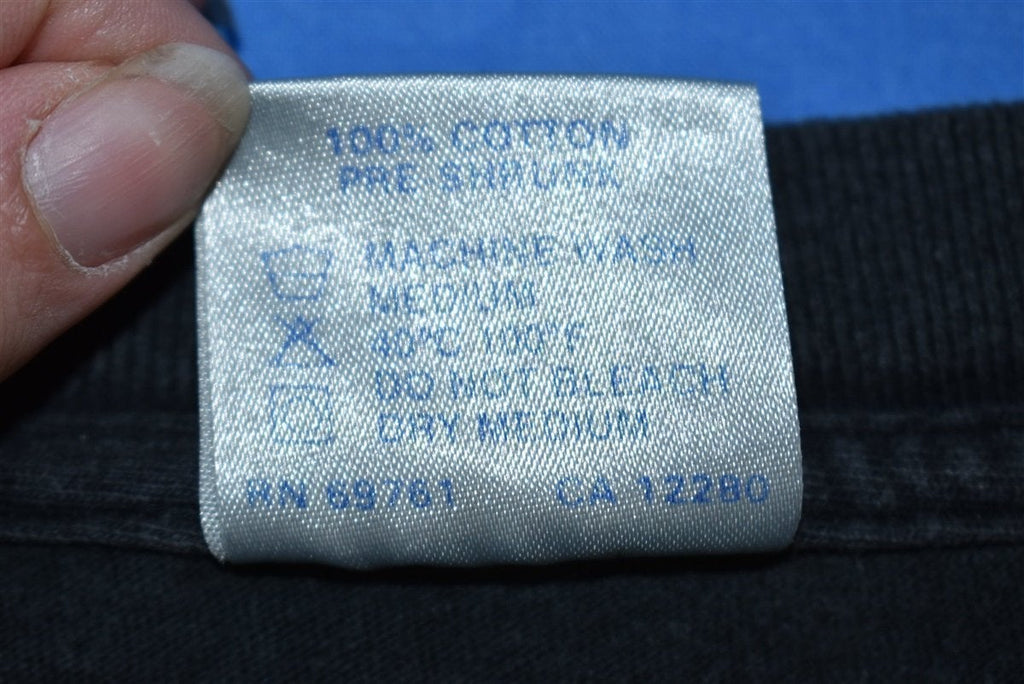 100% COTTON
PRE SHRUNK
MACHINE WASH
MEDIUM
40°C 100°F
DO NOT BLEACH
DRY MEDIUM
RN 69761 CA 12280